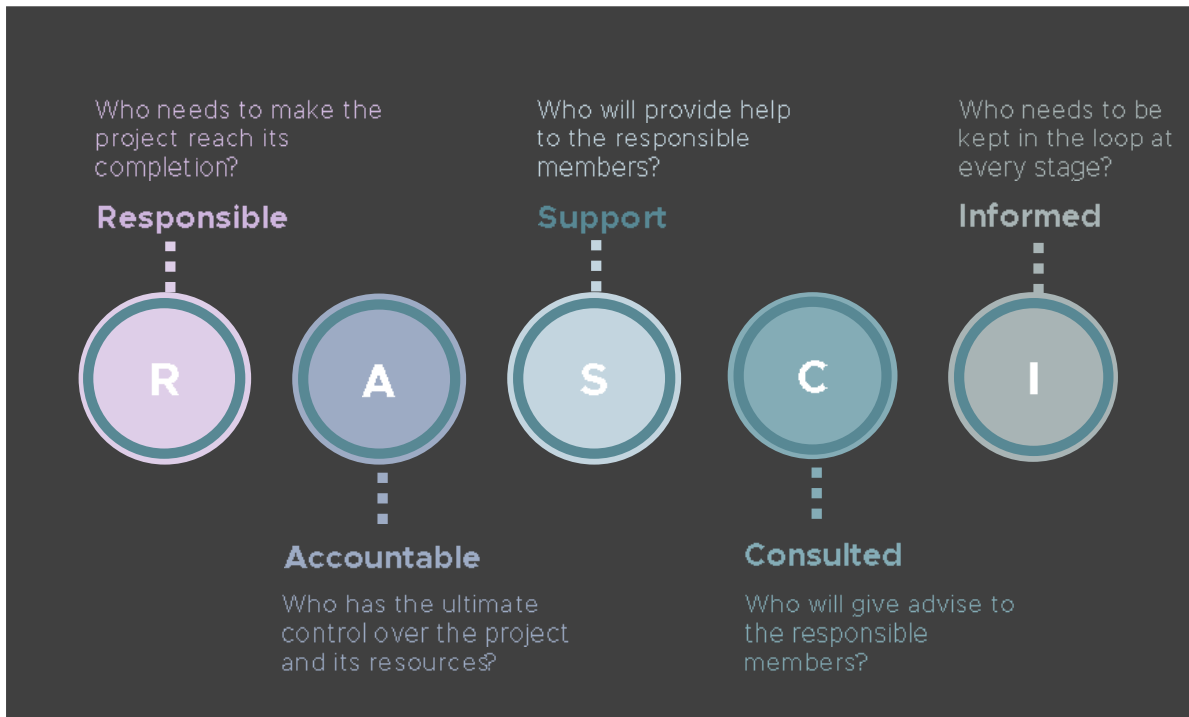 Who needs to make the
project reach its
completion?
Responsible
Who will provide help
to the responsible
members?
Support
Who needs to be
kept in the loop at
every stage?
Informed
R
A
S
C
I
Accountable
Who has the ultimate
control over the project
and its resources?
Consulted
Who will give advise to
the responsible
members?